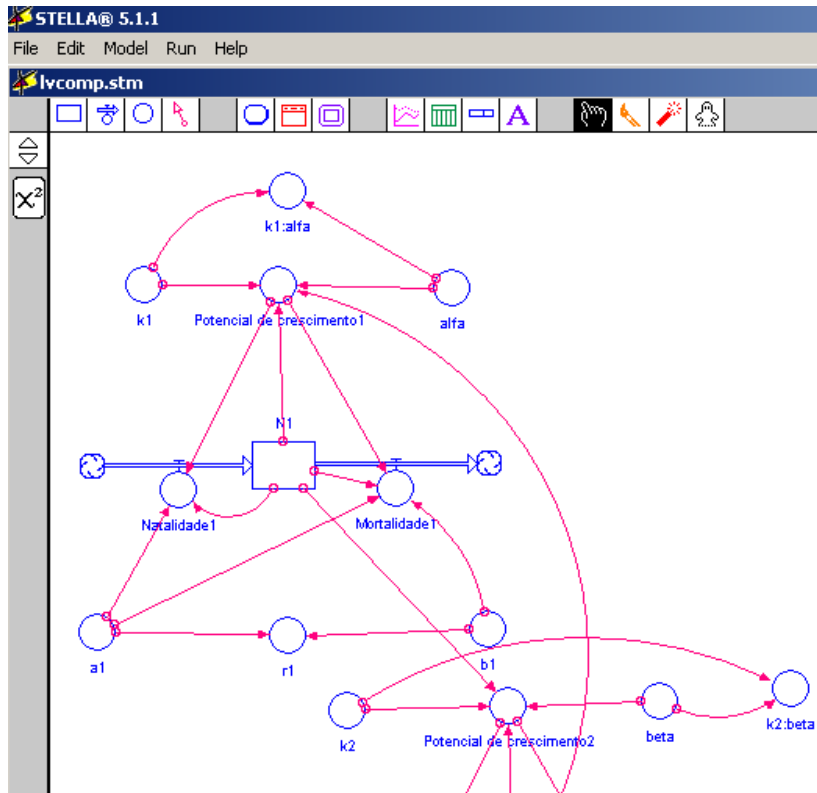 STELLA® 5.1.1
File Edit Model Run Help
lvcomp.stm
A
x²
k1:alfa
k1
Potencial de crescimento1
alfa
N1
Natalidade1
Mortalidade1
a1
r1
b1
k2
Potencial de crescimento2
beta
k2:beta